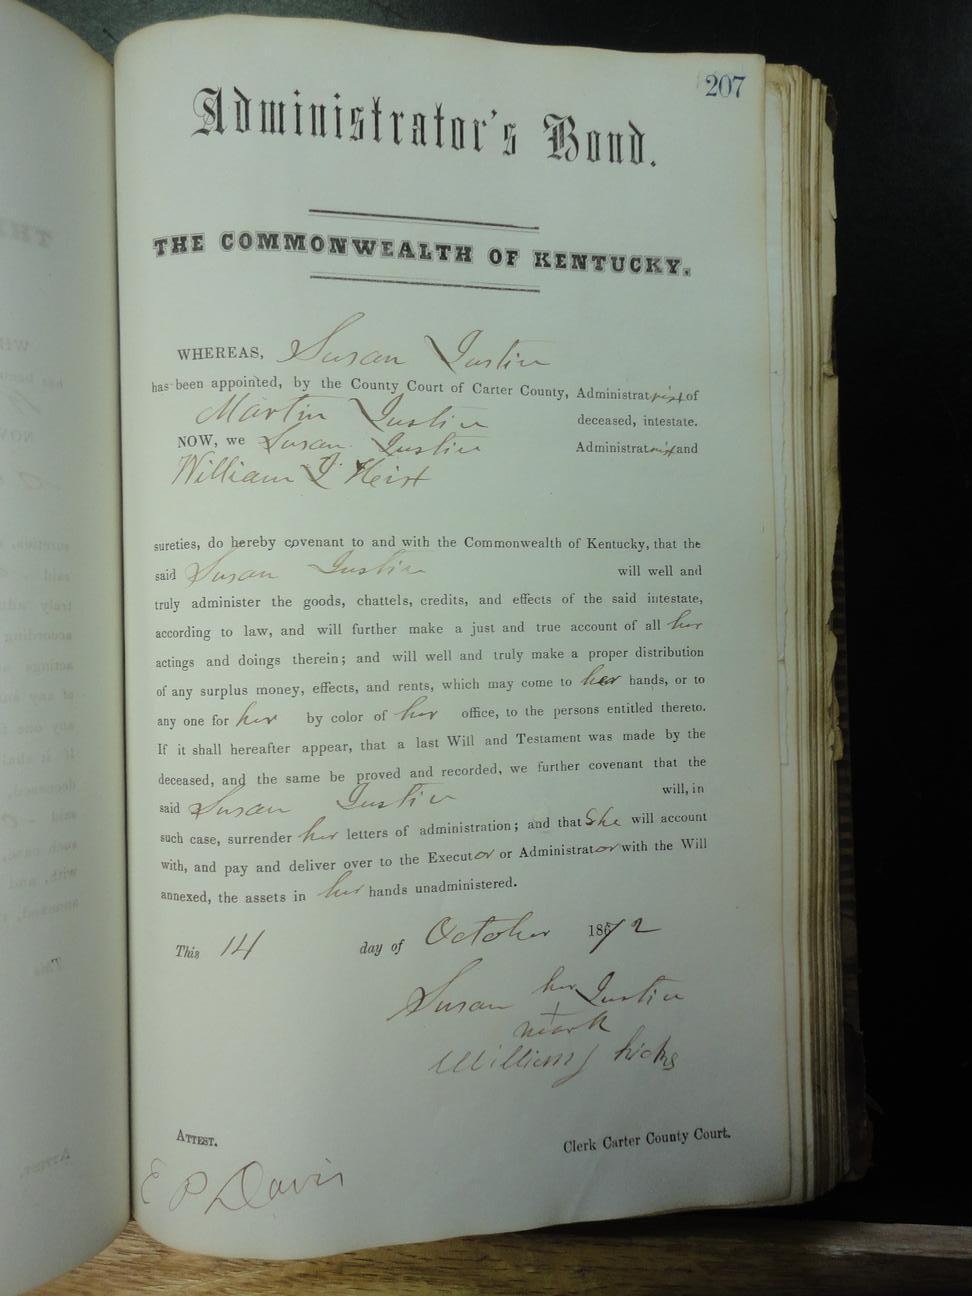 207
Administrator's Bond.
THE COMMONWEALTH OF KENTUCKY.
WHEREAS, Susan Justin
has been appointed, by the County Court of Carter County, Administratrix of
Martin Justin deceased, intestate.
NOW, we Susan Justin Administratrix and
William J.
sureties, do hereby covenant to and with the Commonwealth of Kentucky, that the
said Susan Justin will well and
truly administer the goods, chattels, credits, and effects of the said intestate,
according to law, and will further make a just and true account of all her
actings and doings therein; and will well and truly make a proper distribution
of any surplus money, effects, and rents, which may come to her hands, or to
any one for her by color of her office, to the persons entitled thereto.
If it shall hereafter appear, that a last Will and Testament was made by the
deceased, and the same be proved and recorded, we further covenant that the
said Susan Justin will, in
such case, surrender her letters of administration; and that She will account
with, and pay and deliver over to the Executor or Administrator with the Will
annexed, the assets in her hands unadministered.
This 14 day of October 1872
Susan her Justin
+
mark
William J hicks
ATTEST.
Clerk Carter County Court.
E P Davis